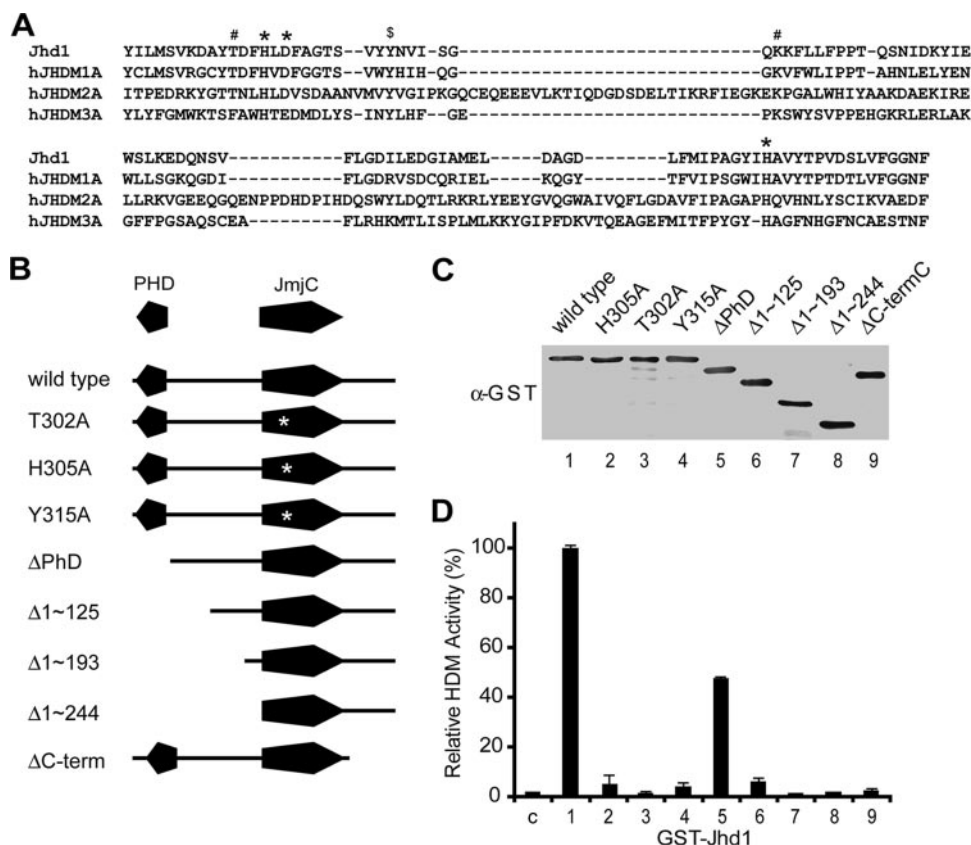 A
# * * $ #
Jhd1 YILMSVKDAYTDFHLDFAGTS--VYYNVI-SG------------------------------QKKFLLFPPT-QSNIDKYIE
hJHDM1A YCLMSVRGCYTDFHVDFGGTS--VWYHIH-QG------------------------------GKVFWLIPPT-AHNLELYEN
hJHDM2A ITPEDRKYGTTNLHLDVSDAANVMVYVGIPKGQCEQEEEVLKTIQDGDSDELTIKRFIEGKEKPGALWHIYAAKDAEKIRE
hJHDM3A YLYFGMWKTSFAWHTEDMDLYS-INYLHF-GE------------------------------PKSWYSVPPEHGKRLERLAK
*
Jhd1 WSLKEDQNSV----------FLGDILEDGIAMEL----DAGD-----LFMIPAGYIHAVYTPVDSLVFGGNF
hJHDM1A WLLSGKQGDI----------FLGDRVSDCQRIEL----KQGY-----TFVIPSGWIHAVYTPTDTLVFGGNF
hJHDM2A LLRKVGEEQGQENPPDHDPIHDQSWYLDQTLRKRLYEEYGVQGWAIVQFLGDAVFIPAGAPHQVHNLYSCIKVAEDF
hJHDM3A GFFPGSAQSCEA---------FLRHKMTLISPLMLKKYGIPFDKVTQEAGEFMITFPYGY-HAGFNHGFNCAESTNF
B
PHD JmjC
wild type
T302A
*
H305A
*
Y315A
*
ΔPhD
Δ1~125
Δ1~193
Δ1~244
ΔC-term
C
wild type H305A T302A Y315A ΔPhD Δ1~125 Δ1~193 Δ1~244 ΔC-termC
α-GST
1 2 3 4 5 6 7 8 9
D
Relative HDM Activity (%)
100
80
60
40
20
0
c 1 2 3 4 5 6 7 8 9
GST-Jhd1